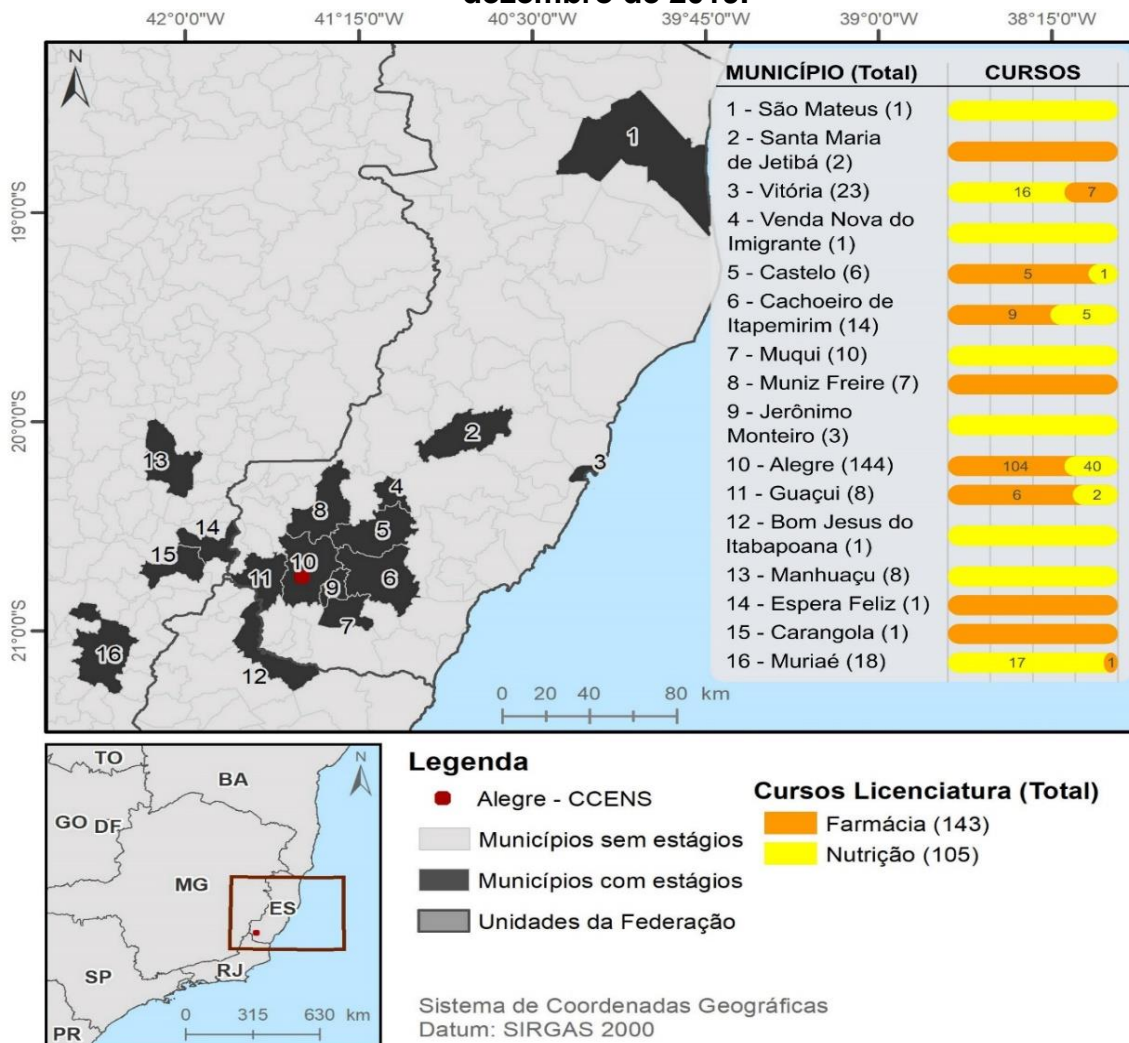 dezembro de 2018.
42°0'0"W 41°15'0"W 40°30'0"W 39°45'0"W 39°0'0"W 38°15'0"W
N
19°0'0"S
20°0'0"S
21°0'0"S
1
2
3
4
5
6
7
8
9
10
11
12
13
14
15
16
0 20 40 80 km
MUNICÍPIO (Total) CURSOS
1 - São Mateus (1)
2 - Santa Maria
de Jetibá (2)
3 - Vitória (23) 16 7
4 - Venda Nova do
Imigrante (1)
5 - Castelo (6) 5 1
6 - Cachoeiro de
Itapemirim (14) 9 5
7 - Muqui (10)
8 - Muniz Freire (7)
9 - Jerônimo
Monteiro (3)
10 - Alegre (144) 104 40
11 - Guaçui (8) 6 2
12 - Bom Jesus do
Itabapoana (1)
13 - Manhuaçu (8)
14 - Espera Feliz (1)
15 - Carangola (1)
16 - Muriaé (18) 17 1
N
TO
BA
GO DF
MG
ES
SP
RJ
PR
0 315 630 km
Legenda
Alegre - CCENS
Municípios sem estágios
Municípios com estágios
Unidades da Federação
Cursos Licenciatura (Total)
Farmácia (143)
Nutrição (105)
Sistema de Coordenadas Geográficas
Datum: SIRGAS 2000